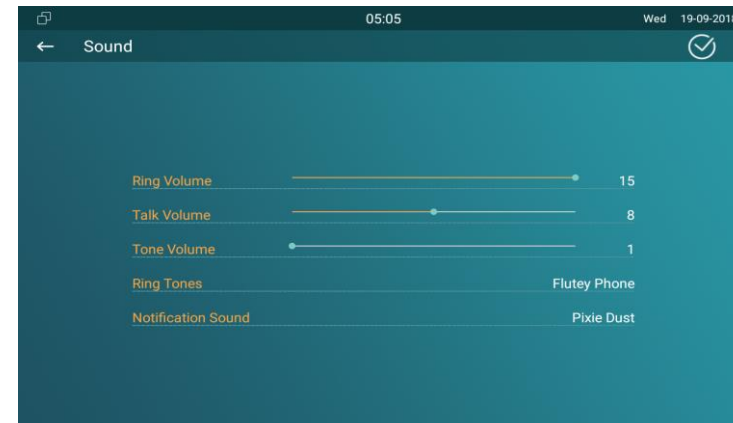 05:05 Wed 19-09-2018
Sound
Ring Volume 15
Talk Volume 8
Tone Volume 1
Ring Tones Flutey Phone
Notification Sound Pixie Dust